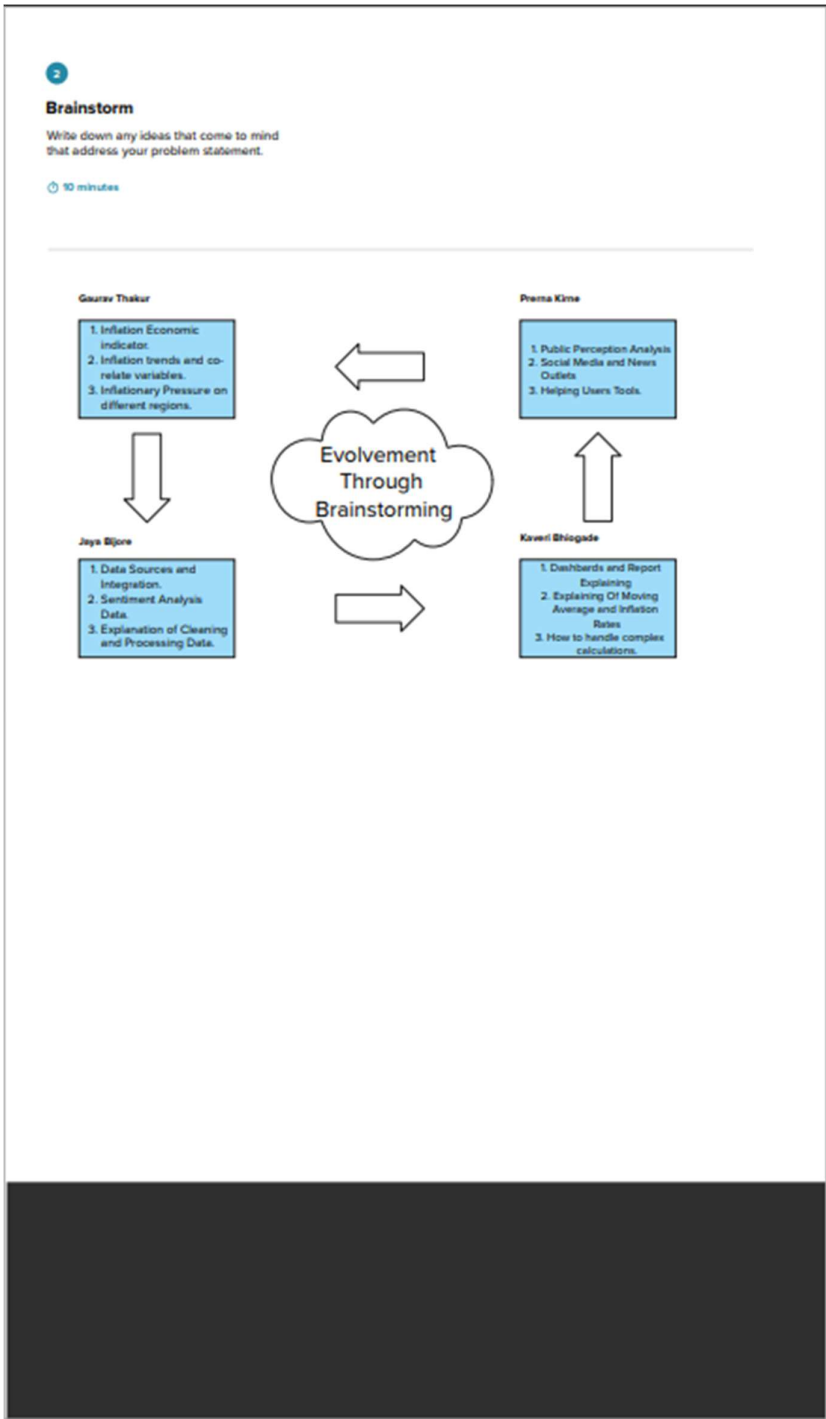 2
Brainstorm
Write down any ideas that come to mind
that address your problem statement.
10 minutes
Gaurav Thakur
1. Inflation Economic
indicator.
2. Inflation trends and co-
relate variables.
3. Inflationary Pressure on
different regions.
Prerna Kirne
1. Public Perception Analysis
2. Social Media and News
Outlets
3. Helping Users Tools.
Evolvement
Through
Brainstorming
Jaya Bijore
1. Data Sources and
Integration.
2. Sentiment Analysis
Data.
3. Explanation of Cleaning
and Processing Data.
Kaveri Bhiogade
1. Dashbards and Report
Explaining
2. Explaining Of Moving
Average and Inflation
Rates
3. How to handle complex
calculations.